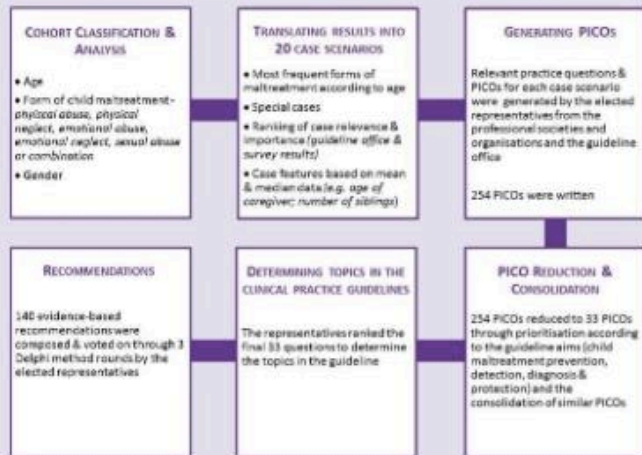 COHORT CLASSIFICATION &
ANALYSIS
• Age
• Form of child maltreatment-
physical abuse, physical
neglect, emotional abuse,
emotional neglect, sexual abuse
or combination
• Gender
TRANSLATING RESULTS INTO
20 CASE SCENARIOS
• Most frequent forms of
maltreatment according to age
• Special cases
• Ranking of case relevance &
importance (guideline office &
survey results)
• Case features based on mean
& median data (e.g. age of
caregiver; number of siblings)
GENERATING PICOS
Relevant practice questions &
PICOs for each case scenario
were generated by the elected
representatives from the
professional societies and
organisations and the guideline
office
254 PICOs were written
RECOMMENDATIONS
140 evidence-based
recommendations were
composed & voted on through 3
Delphi method rounds by the
elected representatives
DETERMINING TOPICS IN THE
CLINICAL PRACTICE GUIDELINES
The representatives ranked the
final 33 questions to determine
the topics in the guideline
PICO REDUCTION &
CONSOLIDATION
254 PICOs reduced to 33 PICOs
through prioritisation according
to the guideline aims (child
maltreatment prevention,
detection, diagnosis &
protection) and the
consolidation of similar PICOs